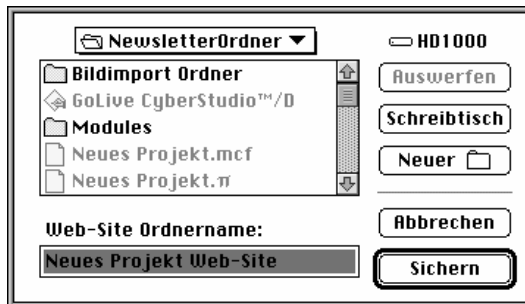 NewsletterOrdner
HD1000
Bildimport Ordner
GoLive CyberStudio™/D
Modules
Neues Projekt.mcf
Neues Projekt.π
Auswerfen
Schreibtisch
Neuer
Web-Site Ordnername:
Neues Projekt Web-Site
Abbrechen
Sichern